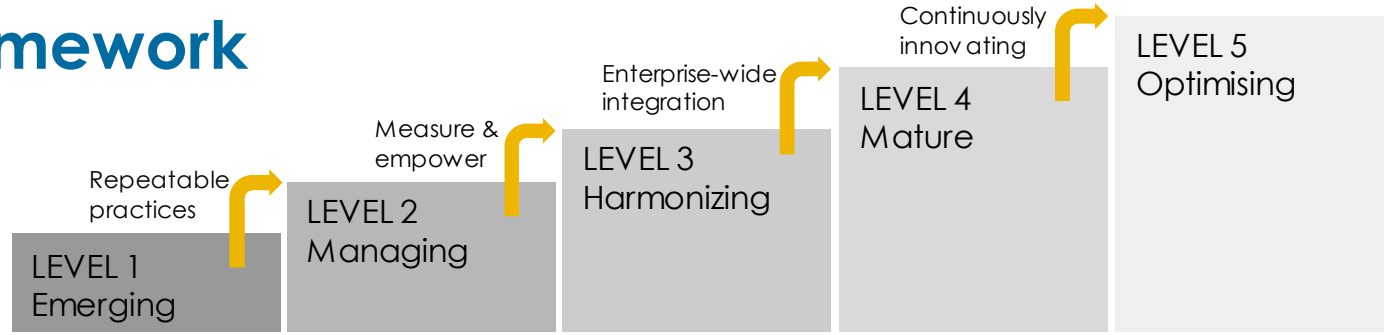 mework
Repeatable
practices
Measure &
empower
Enterprise-wide
integration
Continuously
innov ating
LEVEL 1
Emerging
LEVEL 2
Managing
LEVEL 3
Harmonizing
LEVEL 4
Mature
LEVEL 5
Optimising